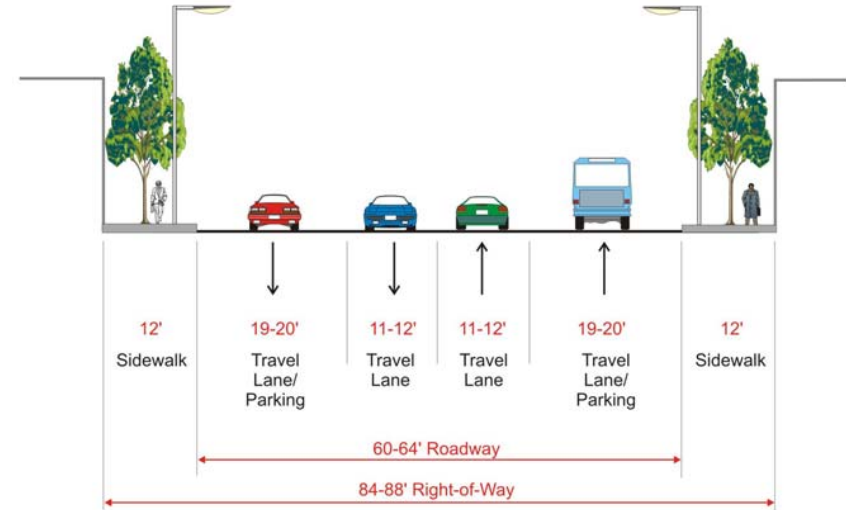 12' 19-20' 11-12' 11-12' 19-20' 12'
Sidewalk Travel Travel Travel Travel Sidewalk
Lane/ Lane Lane Lane/
Parking Parking
60-64' Roadway
84-88' Right-of-Way